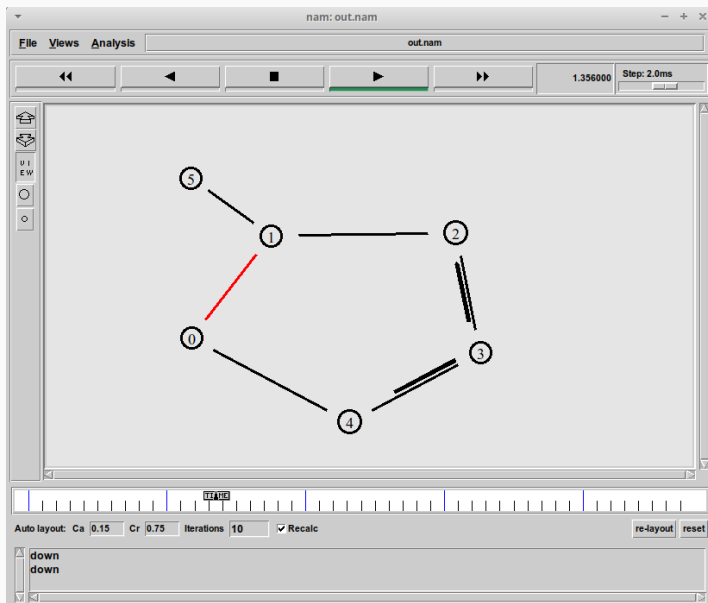 nam: out.nam
File Views Analysis out.nam
1.356000 Step: 2.0ms
V I
E W
5
1
2
0
3
4
TIME
Auto layout: Ca 0.15 Cr 0.75 Iterations 10 Recalc re-layout reset
down
down